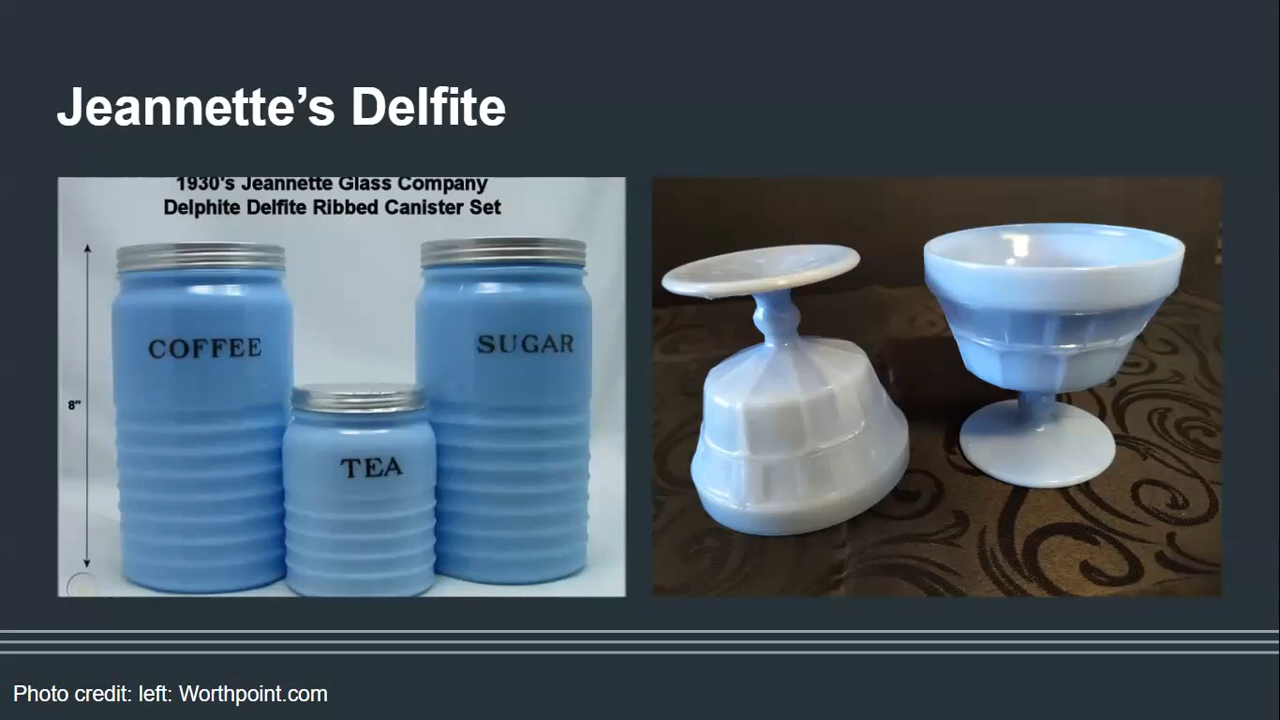 Jeannette’s Delfite
1930's Jeannette Glass Company
Delphite Delfite Ribbed Canister Set
COFFEE
SUGAR
8"
TEA
Photo credit: left: Worthpoint.com